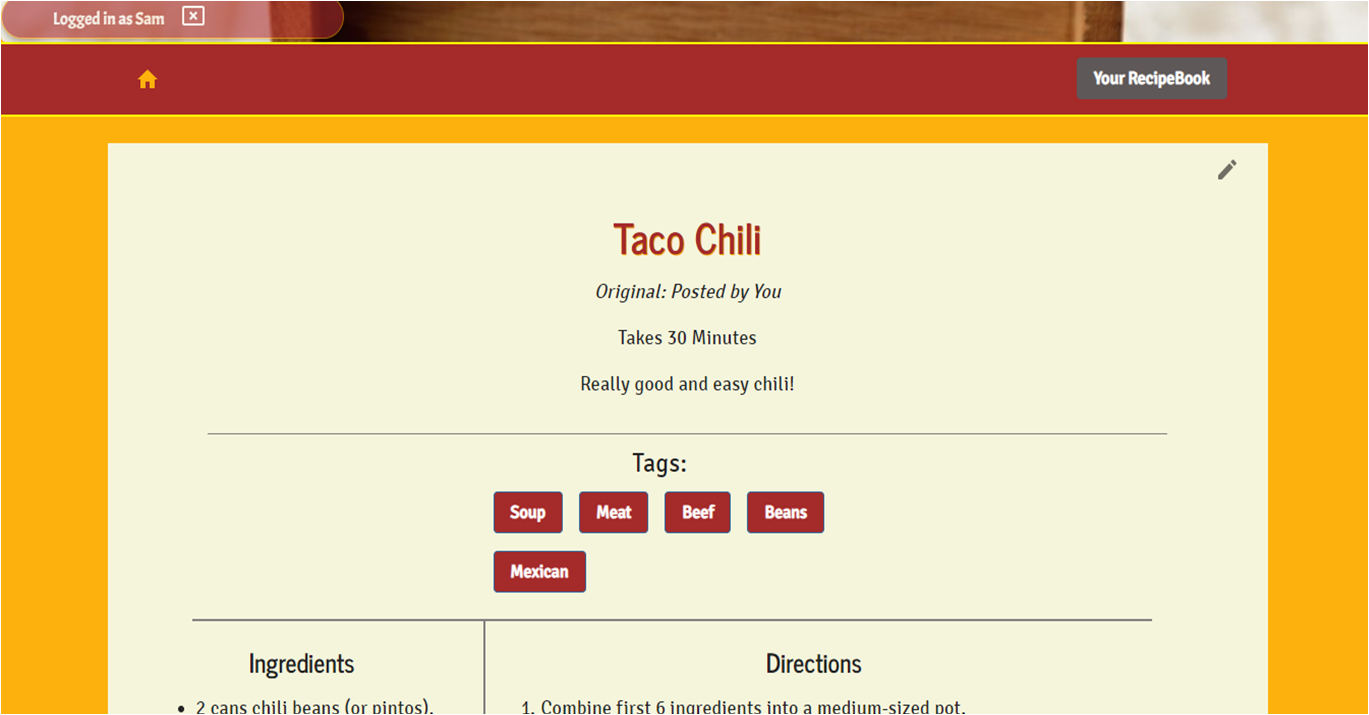 Logged in as Sam
Your RecipeBook
Taco Chili
Original: Posted by You
Takes 30 Minutes
Really good and easy chili!
Tags:
Soup Meat Beef Beans
Mexican
Ingredients
Directions
• 2 cans chili beans (or pintos),
1. Combine first 6 ingredients into a medium-sized pot.